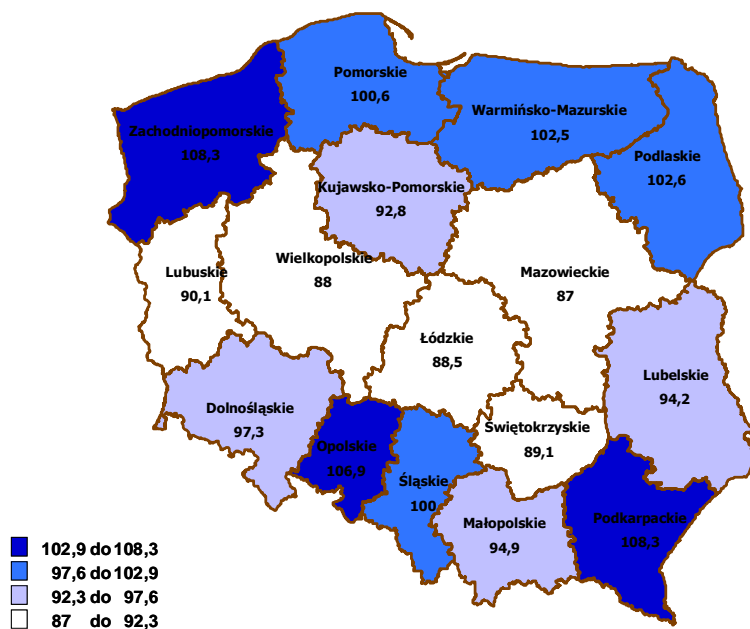 Pomorskie
100,6
Warmińsko-Mazurskie
102,5
Zachodniopomorskie
108,3
Podlaskie
102,6
Kujawsko-Pomorskie
92,8
Wielkopolskie
88
Lubuskie
90,1
Mazowieckie
87
Łódzkie
88,5
Lubelskie
94,2
Dolnośląskie
97,3
Świętokrzyskie
89,1
Opolskie
106,9
Śląskie
100
Małopolskie
94,9
Podkarpackie
108,3
102,9 do 108,3
97,6 do 102,9
92,3 do 97,6
87 do 92,3